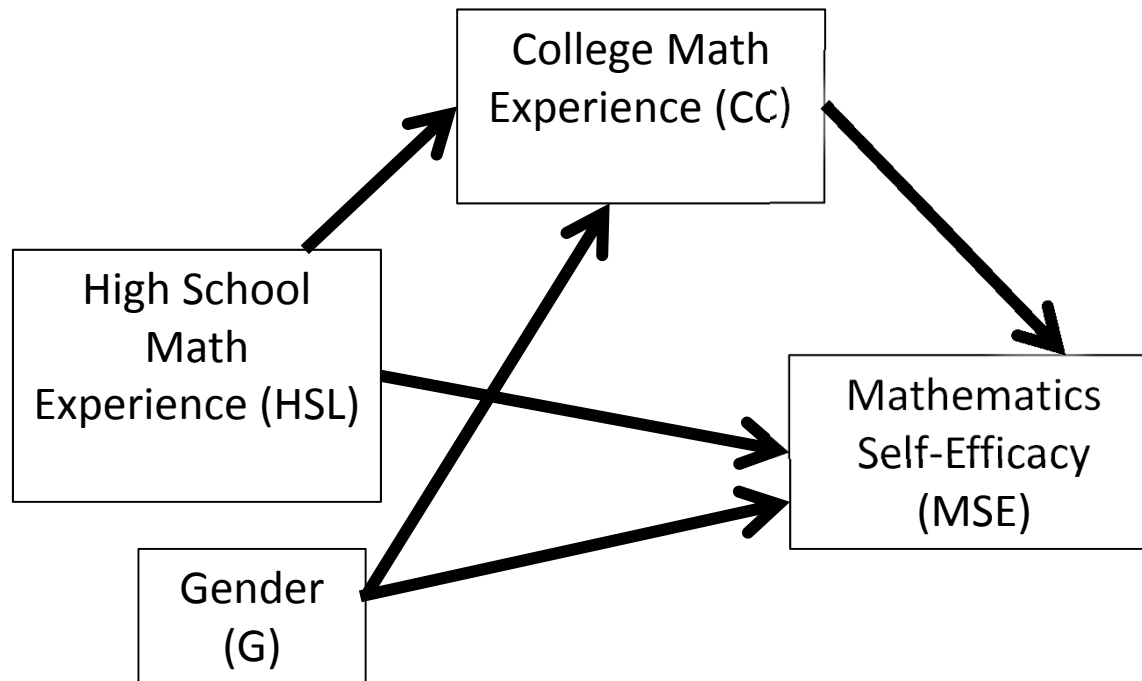 College Math
Experience (CC)
High School
Math
Experience (HSL)
Mathematics
Self-Efficacy
(MSE)
Gender
(G)